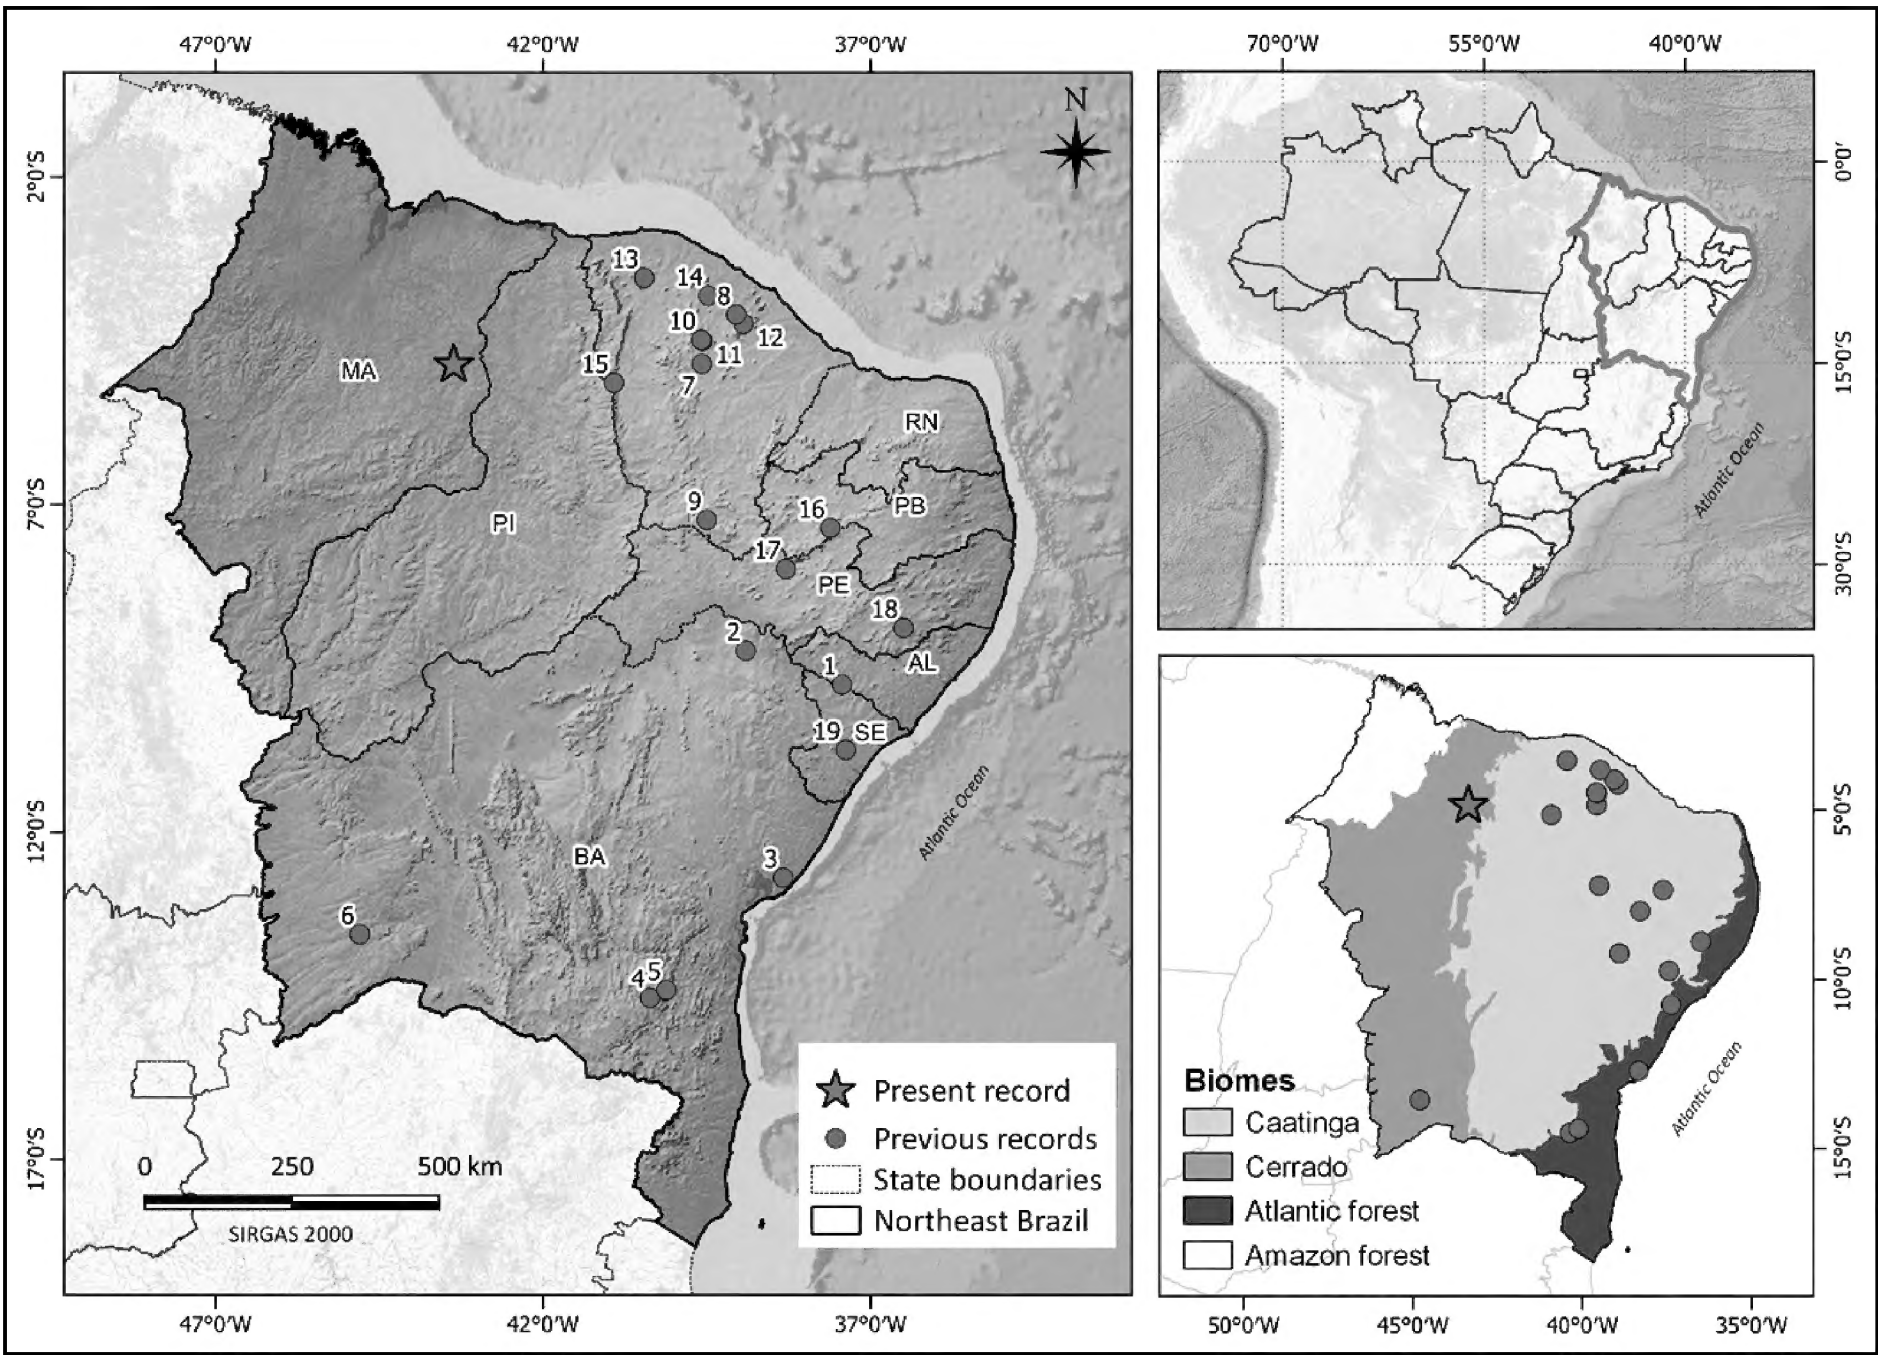 47°0'W 42°0'W 37°0'W
2°0'S
7°0'S
12°0'S
17°0'S
N
13
14
8
10
12
11
15
7
MA
RN
9
16
PB
PI
17
PE
18
2
1
AL
19
SE
3
BA
6
4
5
Atlantic Ocean
Present record
Previous records
State boundaries
Northeast Brazil
0 250 500 km
SIRGAS 2000
47°0'W 42°0'W 37°0'W
70°0'W 55°0'W 40°0'W
0°0'
15°0'S
30°0'S
Atlantic Ocean
5°0'S
10°0'S
15°0'S
Atlantic Ocean
Biomes
Caatinga
Cerrado
Atlantic forest
Amazon forest
50°0'W 45°0'W 40°0'W 35°0'W